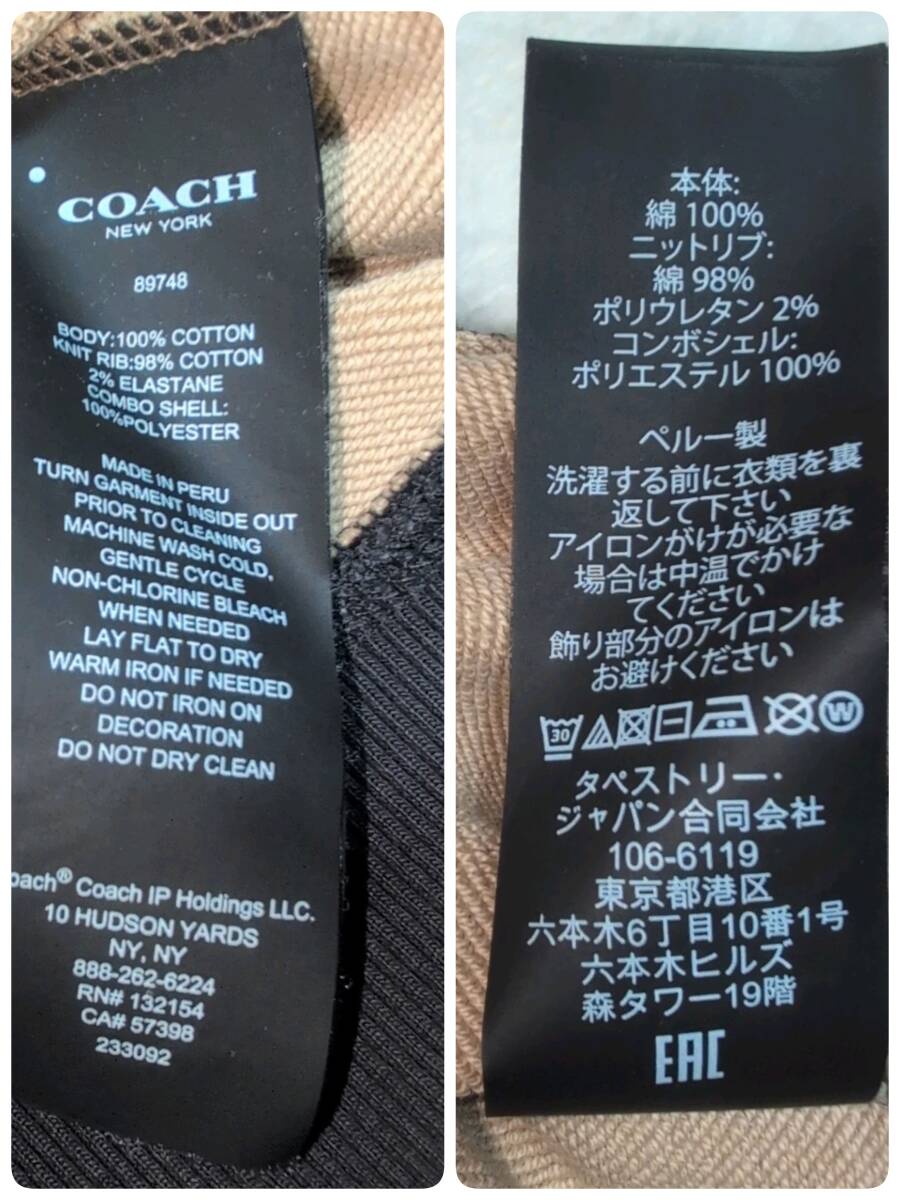 COACH
NEW YORK
89748
BODY:100% COTTON
KNIT RIB:98% COTTON
2% ELASTANE
COMBO SHELL:
100%POLYESTER
MADE IN PERU
TURN GARMENT INSIDE OUT
PRIOR TO CLEANING
MACHINE WASH COLD.
GENTLE CYCLE
NON-CHLORINE BLEACH
WHEN NEEDED
LAY FLAT TO DRY
WARM IRON IF NEEDED
DO NOT IRON ON
DECORATION
DO NOT DRY CLEAN
oach® Coach IP Holdings LLC.
10 HUDSON YARDS
NY, NY
888-262-6224
RN# 132154
CA# 57398
233092
本体:
綿 100%
ニットリブ:
綿 98%
ポリウレタン 2%
コンボシェル:
ポリエステル 100%
ペルー製
洗濯する前に衣類を裏
返して下さい
アイロンがけが必要な
場合は中温でかけ
てください
飾り部分のアイロンは
お避けください
30 W
タペストリー・
ジャパン合同会社
106-6119
東京都港区
六本木6丁目10番1号
六本木ヒルズ
森タワー19階
EAC